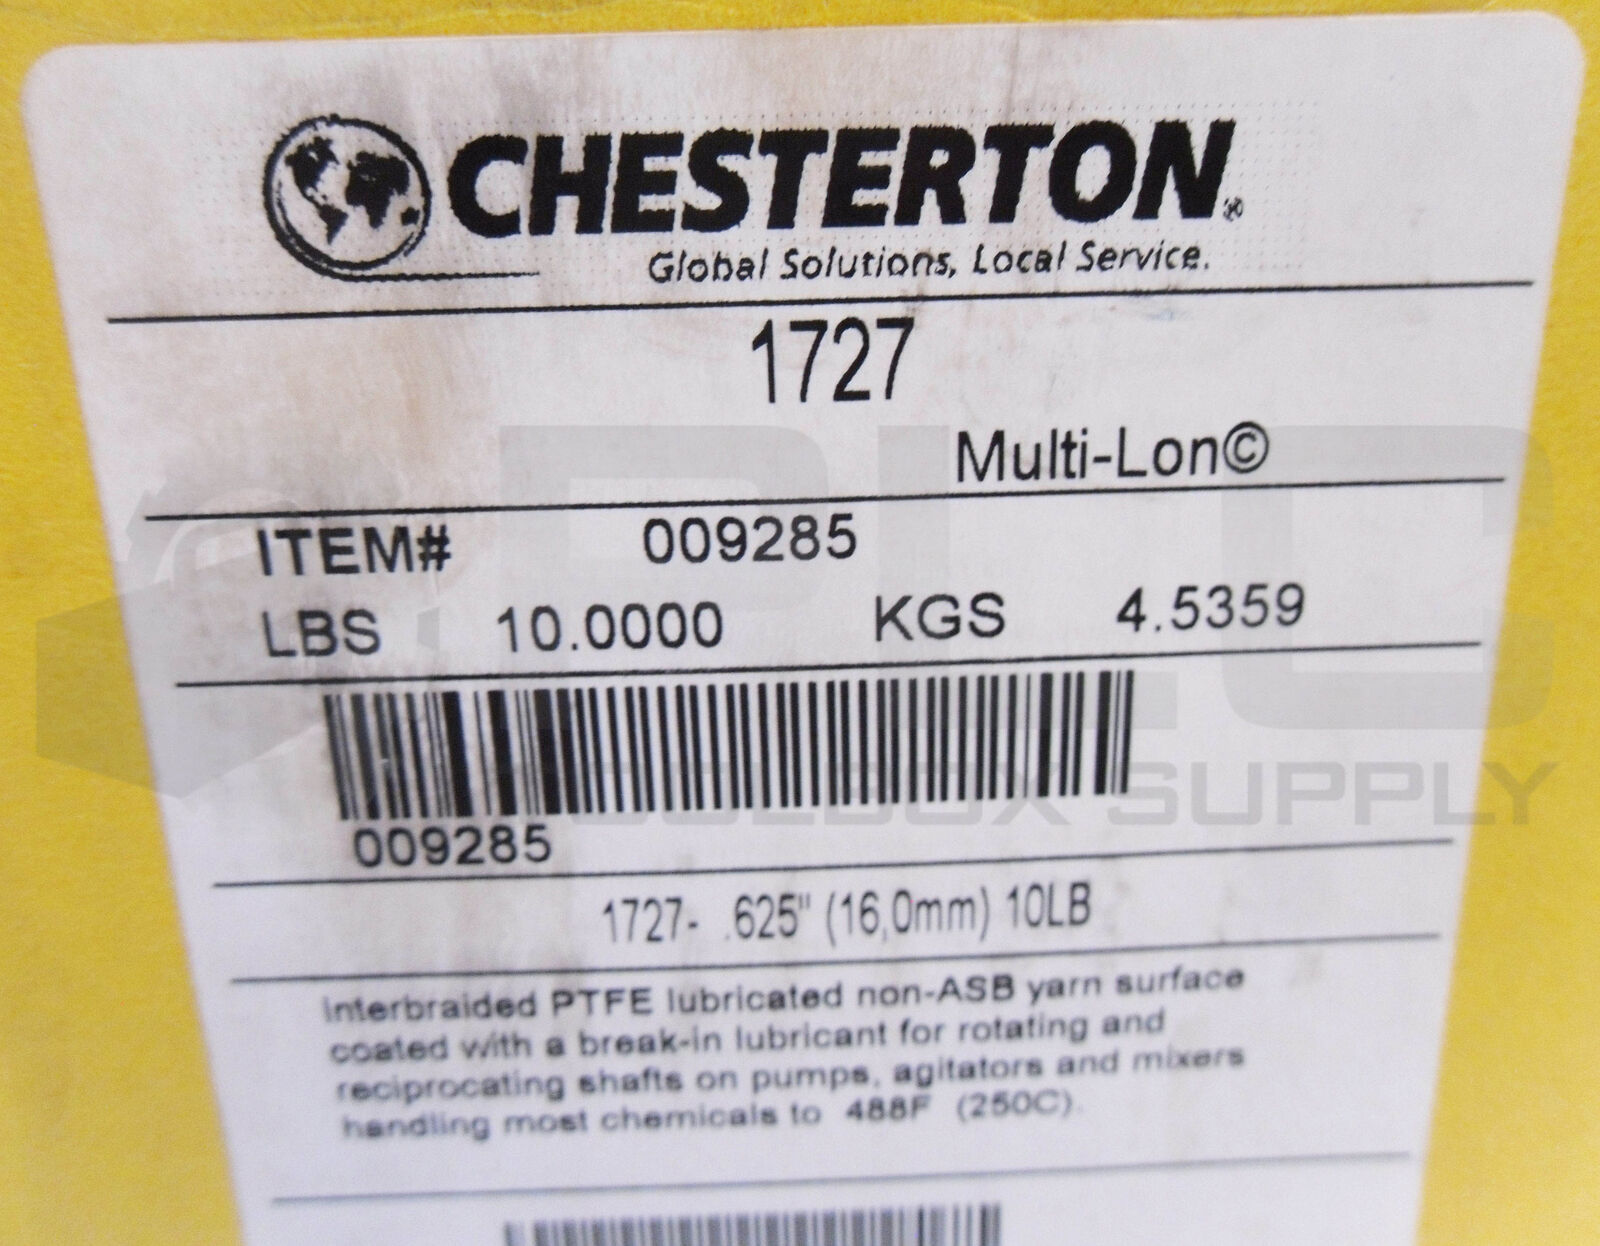 CHESTERTON®
Global Solutions, Local Service.
1727
Multi-Lon©
ITEM# 009285
LBS 10.0000 KGS 4.5359
009285
1727- .625" (16,0mm) 10LB
interbraided PTFE lubricated non-ASB yarn surface
coated with a break-in lubricant for rotating and
reciprocating shafts on pumps, agitators and mixers
handling most chemicals to 488F (250C).
PLC
TOOLBOX SUPPLY